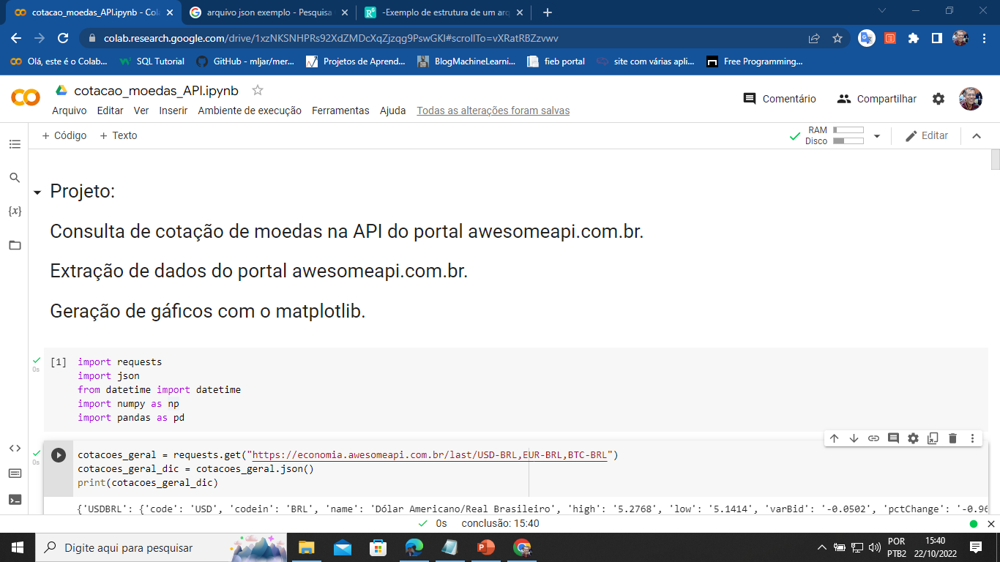 cotacao_moedas_API.ipynb - Cola
arquivo json exemplo - Pesquisa
-Exemplo de estrutura de um arq
colab.research.google.com/drive/1xzNKSNHPRs92XdZMDcXqZjzqg9PswGKl#scrollTo=vXRatRBZzvwv
Olá, este é o Colab...
SQL Tutorial
GitHub - mljar/mer...
Projetos de Aprend...
BlogMachineLearni...
fieb portal
site com várias apli...
Free Programming...
cotacao_moedas_API.ipynb
Comentário
Compartilhar
Arquivo Editar Ver Inserir Ambiente de execução Ferramentas Ajuda Todas as alterações foram salvas
+ Código + Texto
RAM
Disco
Editar
Projeto:
Consulta de cotação de moedas na API do portal awesomeapi.com.br.
Extração de dados do portal awesomeapi.com.br.
Geração de gáficos com o matplotlib.
0s
[1] import requests
import json
from datetime import datetime
import numpy as np
import pandas as pd
0s
cotacoes_geral = requests.get("https://economia.awesomeapi.com.br/last/USD-BRL,EUR-BRL,BTC-BRL")
cotacoes_geral_dic = cotacoes_geral.json()
print(cotacoes_geral_dic)
{'USDBRL': {'code': 'USD', 'codein': 'BRL', 'name': 'Dólar Americano/Real Brasileiro', 'high': '5.2768', 'low': '5.1414', 'varBid': '-0.0502', 'pctChange': '-0.96
0s conclusão: 15:40
Digite aqui para pesquisar
POR
PTB2
15:40
22/10/2022